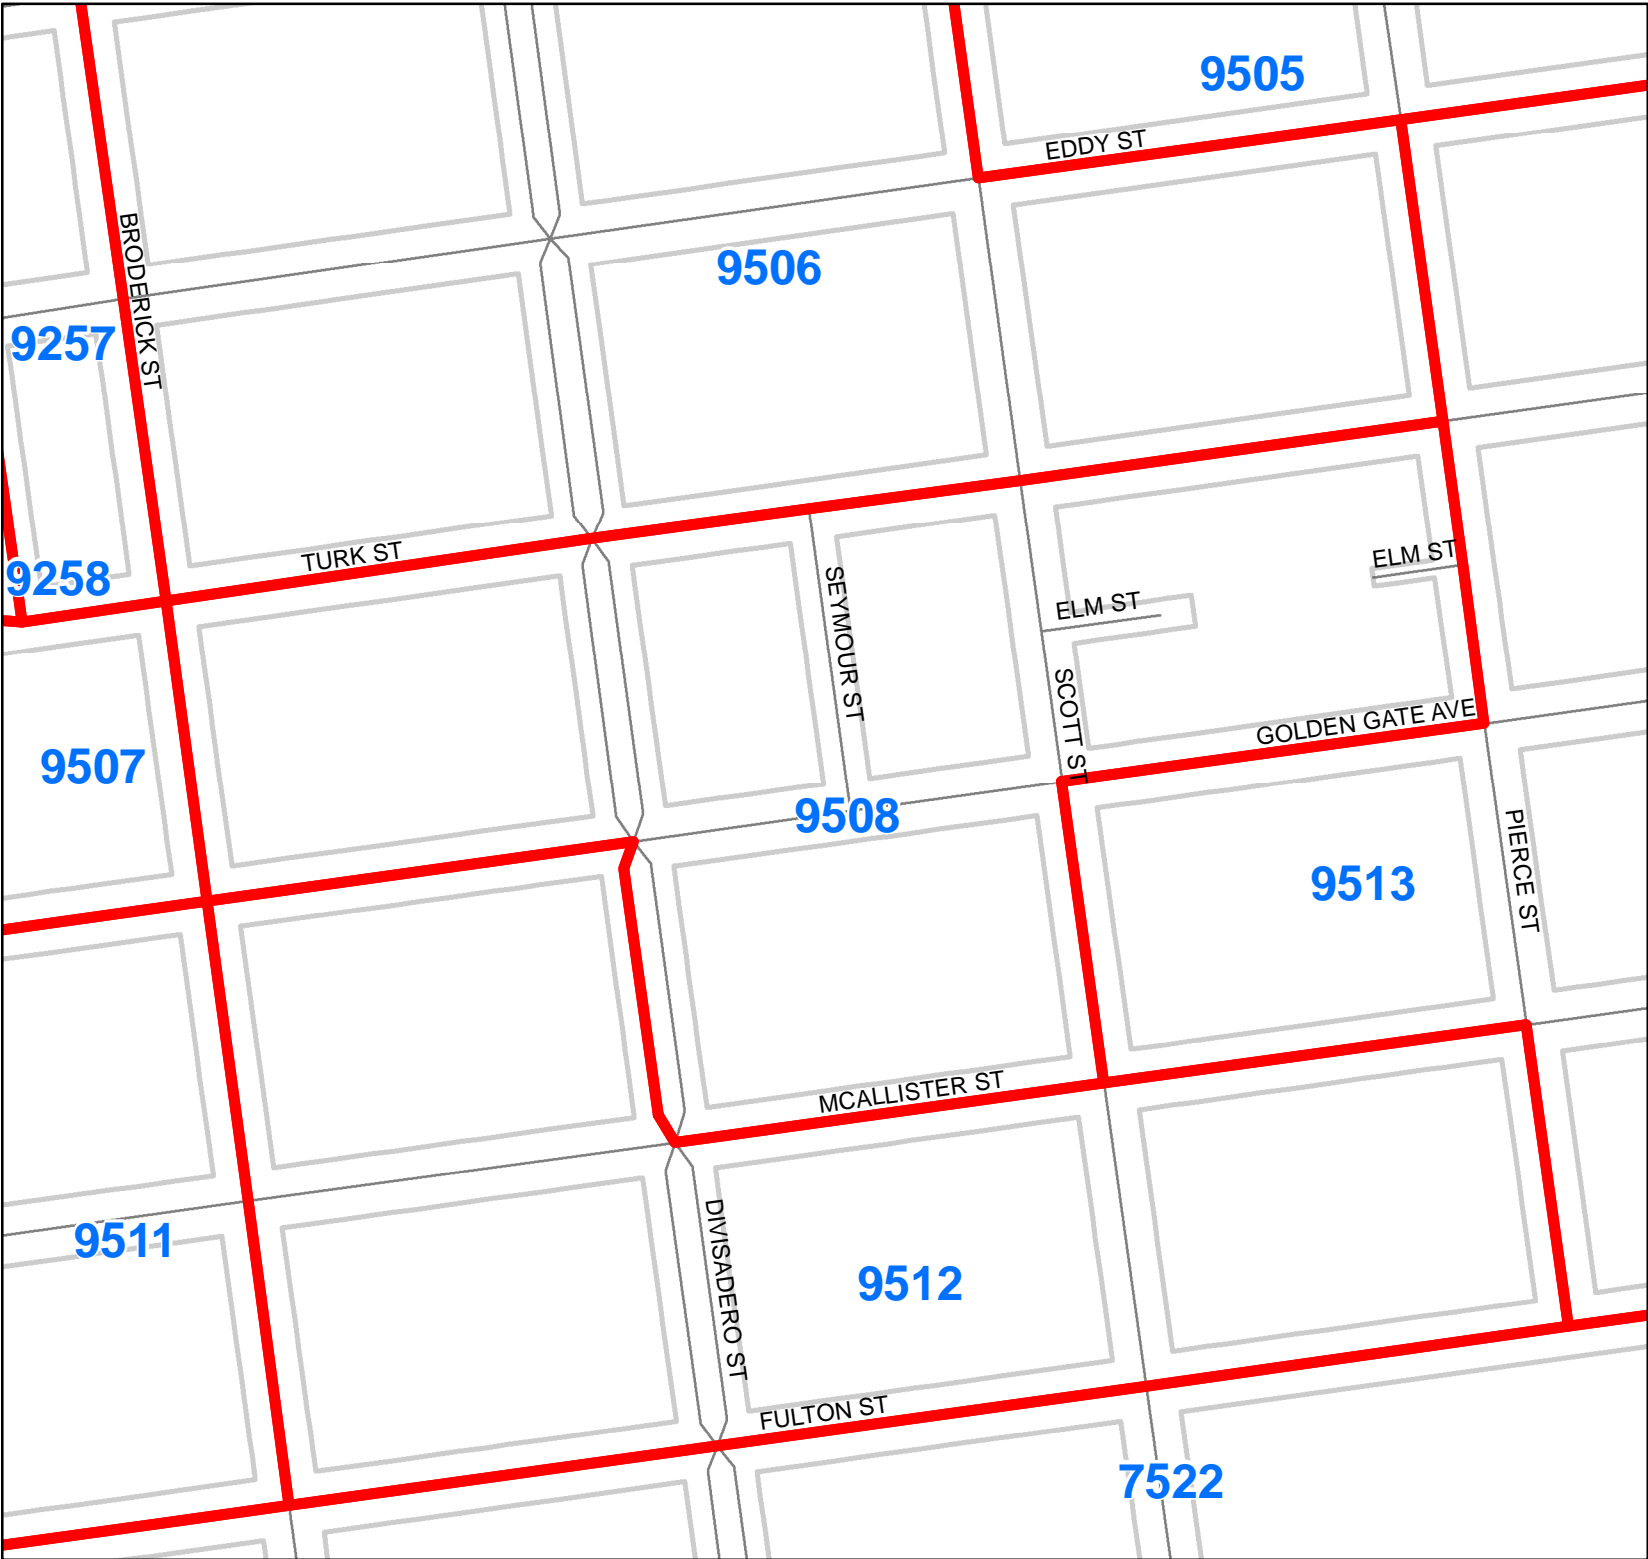 9505
EDDY ST
BRODERICK ST
9506
9257
TURK ST
ELM ST
9258
SEYMOUR ST
ELM ST
SCOTT ST
GOLDEN GATE AVE
9507
9508
PIERCE ST
9513
MCALLISTER ST
9511
DIVISADERO ST
9512
FULTON ST
7522